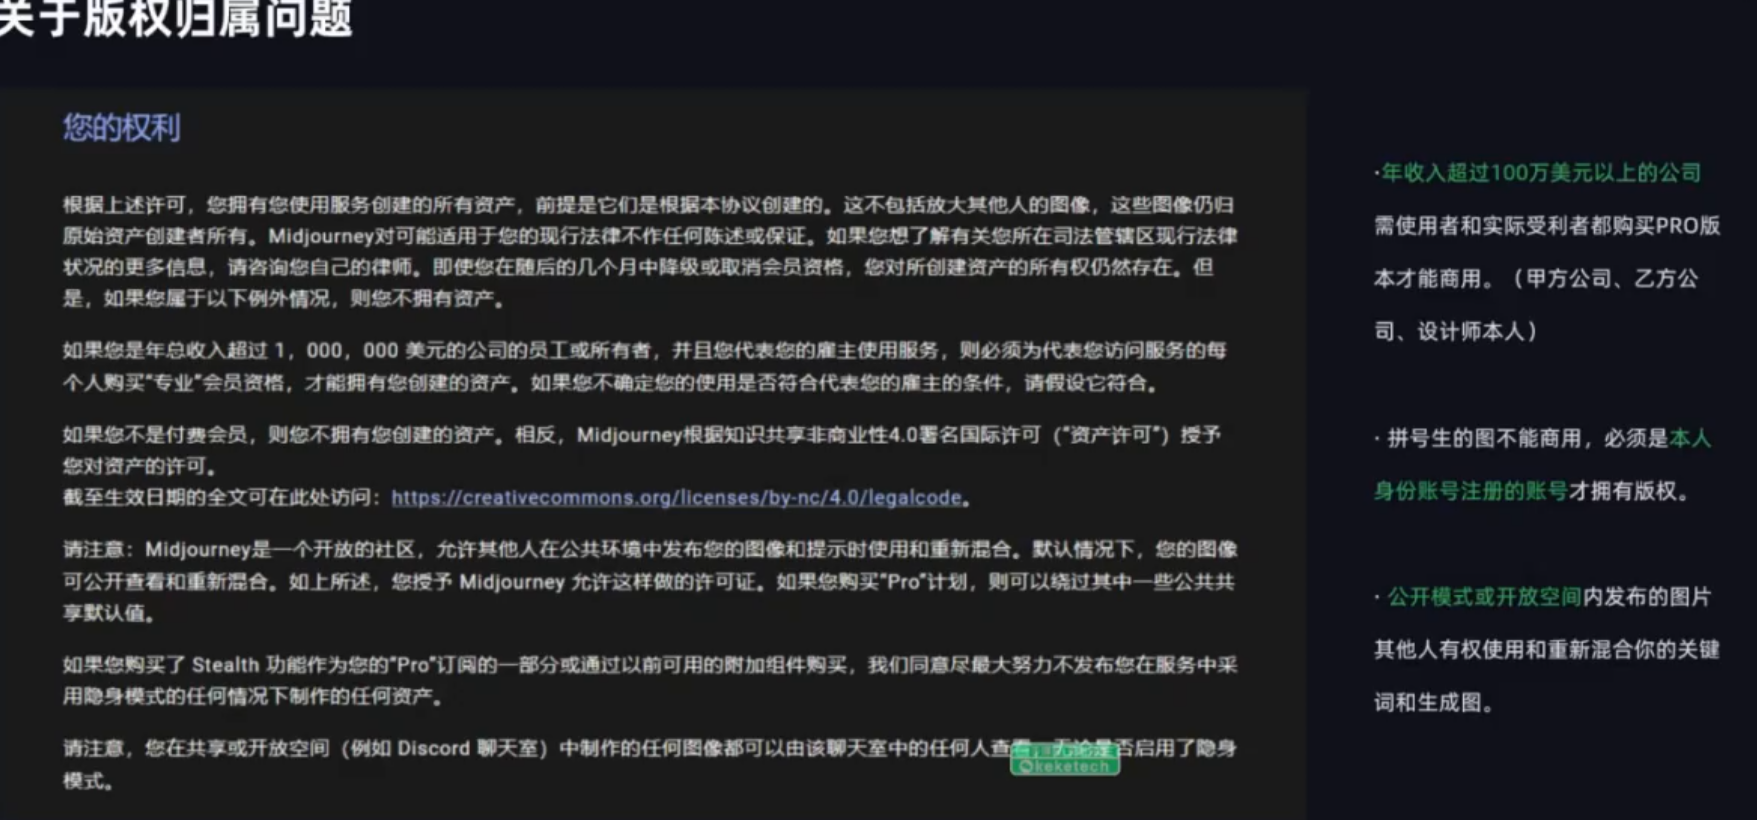 关于版权归属问题
您的权利
根据上述许可，您拥有您使用服务创建的所有资产，前提是它们是根据本协议创建的。这不包括放大其他人的图像，这些图像仍归
原始资产创建者所有。Midjourney对可能适用于您的现行法律不作任何陈述或保证。如果您想了解有关您所在司法管辖区现行法律
状况的更多信息，请咨询您自己的律师。即使您在随后的几个月中降级或取消会员资格，您对所创建资产的所有权仍然存在。但
是，如果您属于以下例外情况，则您不拥有资产。
如果您是年总收入超过 1，000，000 美元的公司的员工或所有者，并且您代表您的雇主使用服务，则必须为代表您访问服务的每
个人购买“专业”会员资格，才能拥有您创建的资产。如果您不确定您的使用是否符合代表您的雇主的条件，请假设它符合。
如果您不是付费会员，则您不拥有您创建的资产。相反，Midjourney根据知识共享非商业性4.0署名国际许可（“资产许可”）授予
您对资产的许可。
截至生效日期的全文可在此处访问：https://creativecommons.org/licenses/by-nc/4.0/legalcode。
请注意：Midjourney是一个开放的社区，允许其他人在公共环境中发布您的图像和提示时使用和重新混合。默认情况下，您的图像
可公开查看和重新混合。如上所述，您授予 Midjourney 允许这样做的许可证。如果您购买“Pro”计划，则可以绕过其中一些公共共
享默认值。
如果您购买了 Stealth 功能作为您的“Pro”订阅的一部分或通过以前可用的附加组件购买，我们同意尽最大努力不发布您在服务中采
用隐身模式的任何情况下制作的任何资产。
请注意，您在共享或开放空间（例如 Discord 聊天室）中制作的任何图像都可以由该聊天室中的任何人查看，无论是否启用了隐身
模式。
keketech
·年收入超过100万美元以上的公司
需使用者和实际受利者都购买PRO版
本才能商用。（甲方公司、乙方公
司、设计师本人）
· 拼号生的图不能商用，必须是本人
身份账号注册的账号才拥有版权。
· 公开模式或开放空间内发布的图片
其他人有权使用和重新混合你的关键
词和生成图。